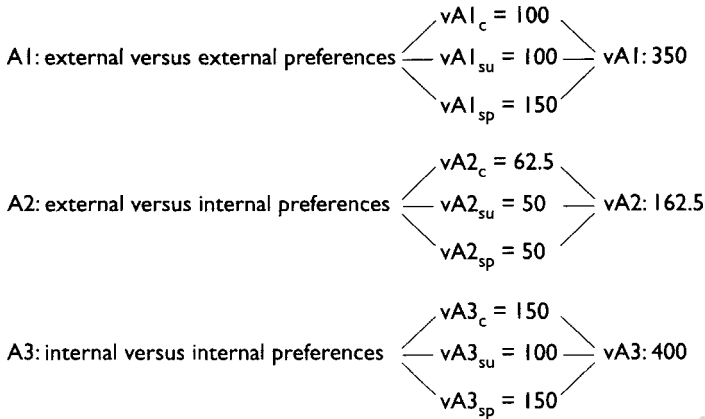 vA1c = 100
A1: external versus external preferences vA1su = 100 vA1: 350
vA1sp = 150
vA2c = 62.5
A2: external versus internal preferences vA2su = 50 vA2: 162.5
vA2sp = 50
vA3c = 150
A3: internal versus internal preferences vA3su = 100 vA3: 400
vA3sp = 150